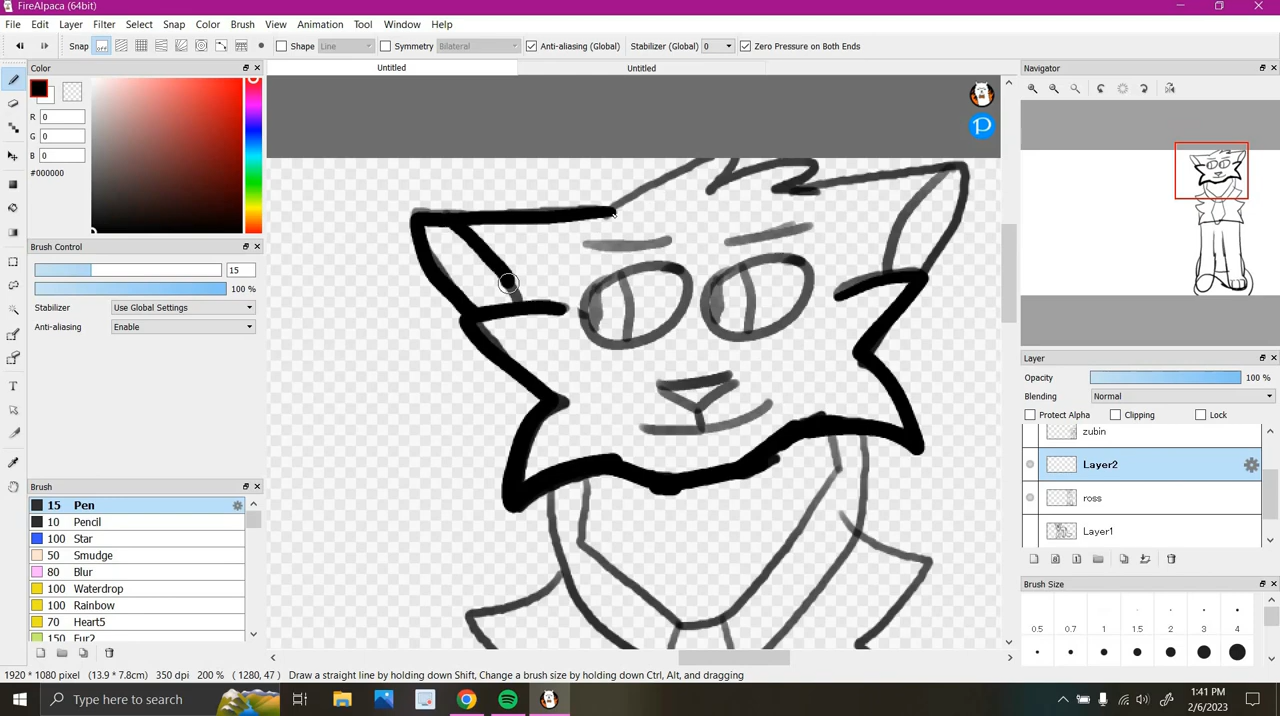 FireAlpaca (64bit)
File Edit Layer Filter Select Snap Color Brush View Animation Tool Window Help
Snap Shape Line Symmetry Bilateral Anti-aliasing (Global) Stabilizer (Global) 0 Zero Pressure on Both Ends
Color
R 0
G 0
B 0
#000000
Brush Control
15
100 %
Stabilizer Use Global Settings
Anti-aliasing Enable
Brush
15 Pen
10 Pencil
100 Star
50 Smudge
80 Blur
100 Waterdrop
100 Rainbow
70 Heart5
150 Fur2
Untitled Untitled
P
Navigator
Layer
Opacity 100 %
Blending Normal
Protect Alpha Clipping Lock
zubin
Layer2
ross
Layer1
Brush Size
0.5 0.7 1 1.5 2 3 4
1920 * 1080 pixel (13.9 * 7.8cm) 350 dpi 200 % ( 1280, 427 ) Draw a straight line by holding down Shift, Change a brush size by holding down Ctrl, Alt, and dragging
Type here to search
1:41 PM
2/6/2023